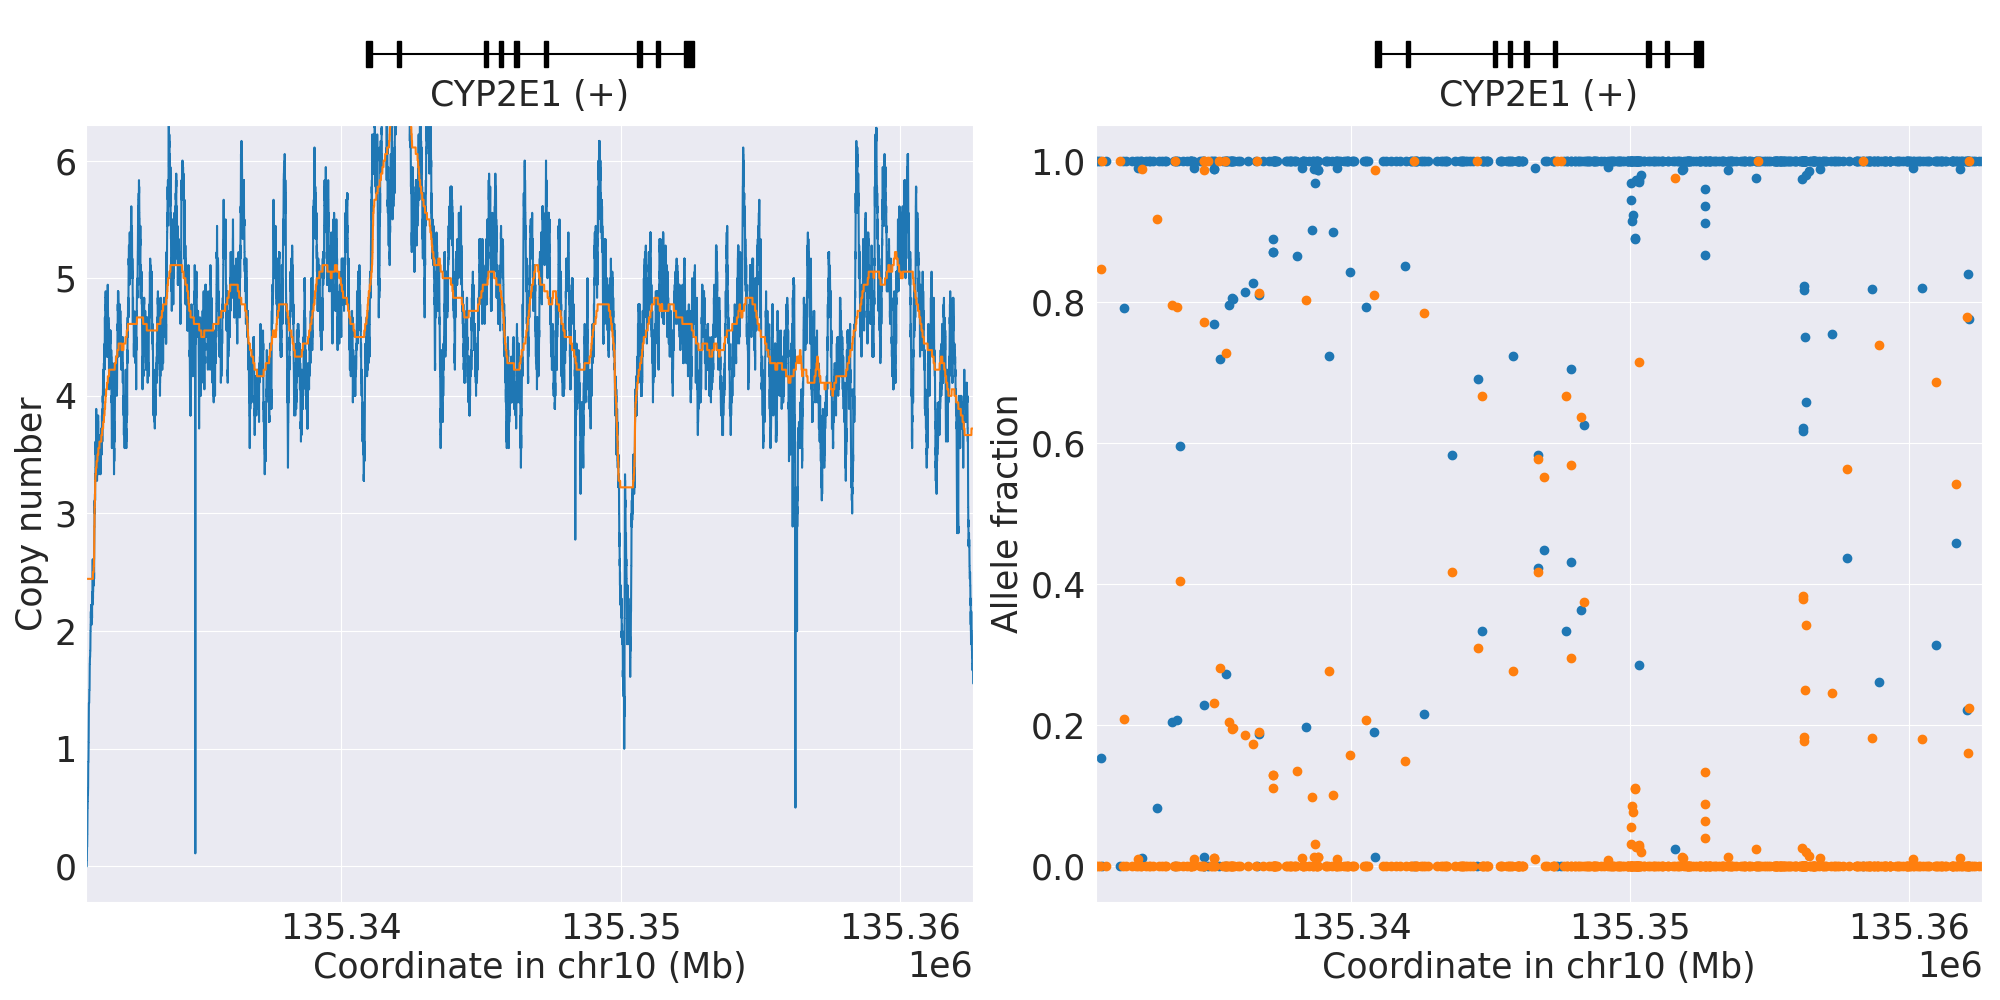 CYP2E1 (+)
6
5
4
3
2
1
0
Copy number
135.34
135.35
135.36
Coordinate in chr10 (Mb)
1e6
CYP2E1 (+)
1.0
0.8
0.6
0.4
0.2
0.0
Allele fraction
135.34
135.35
135.36
Coordinate in chr10 (Mb)
1e6